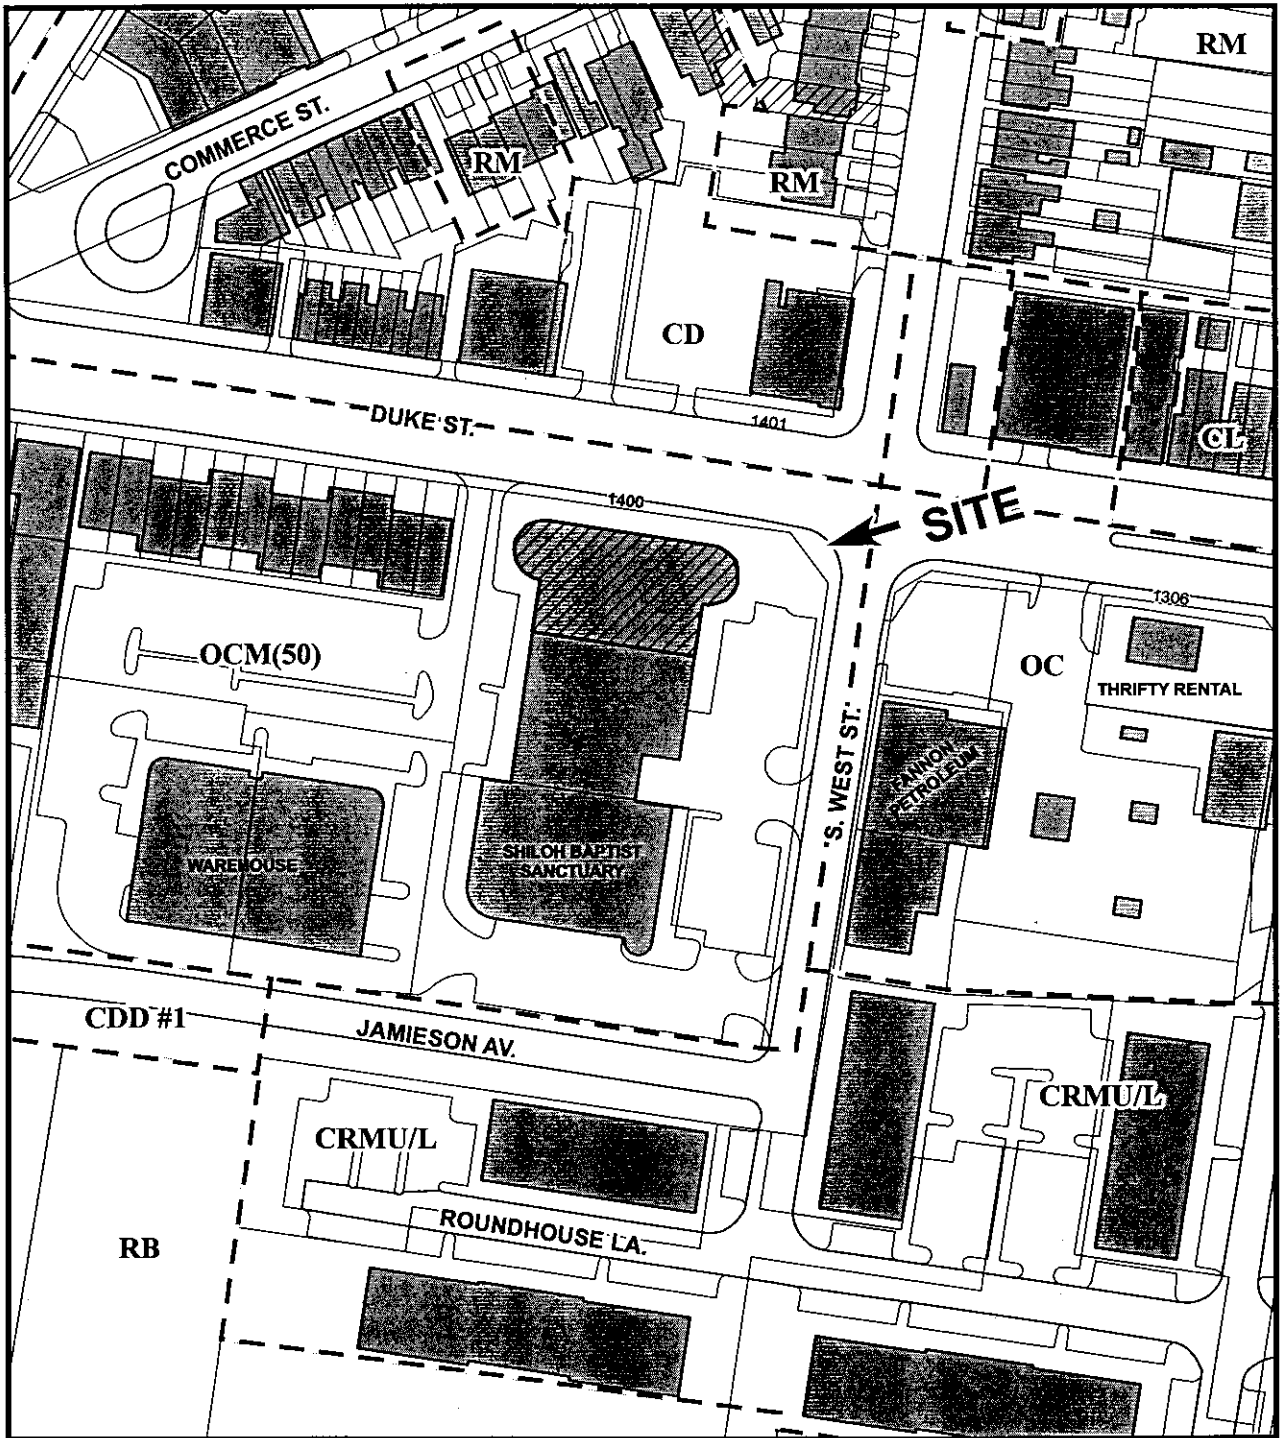 RM
COMMERCE ST.
RM
RM
CD
DUKE ST.
1401
CL
1400
SITE
1306
OCM(50)
OC
THRIFTY RENTAL
S. WEST ST.
FANNON
PETROLEUM
WAREHOUSE
SHILOH BAPTIST
SANCTUARY
CDD #1
JAMIESON AV.
CRMU/L
CRMU/L
ROUNDHOUSE LA.
RB